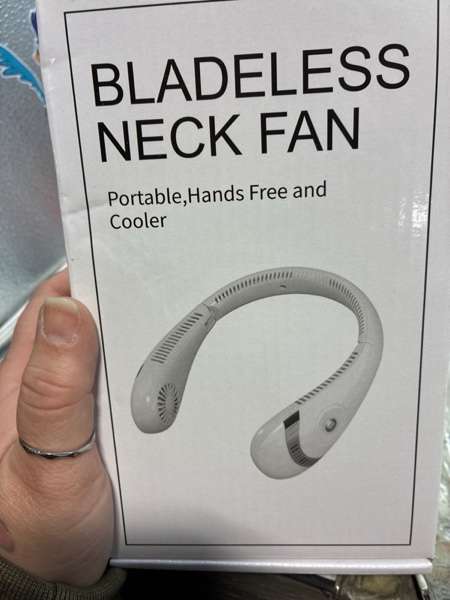 BLADELESS
NECK FAN
Portable,Hands Free and
Cooler